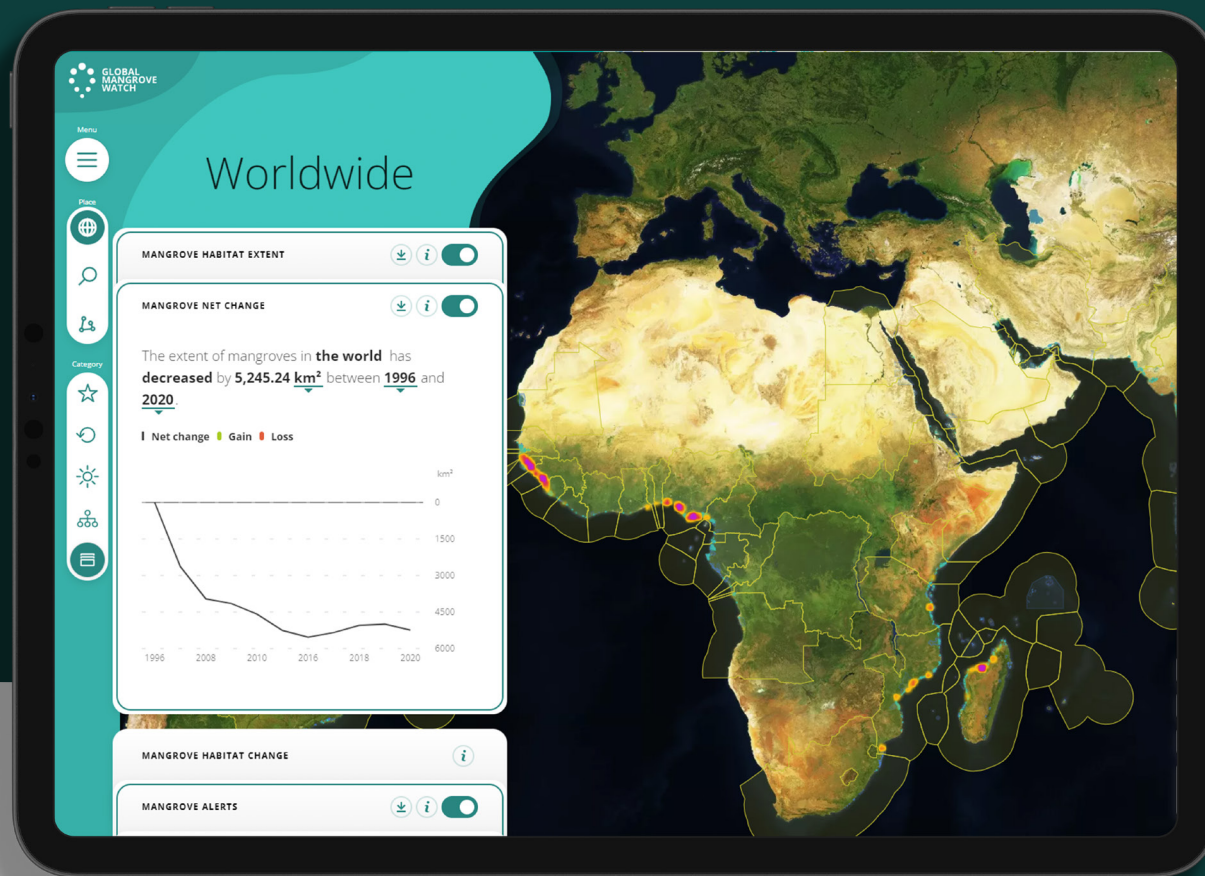 GLOBAL
MANGROVE
WATCH
Menu
Place
Category
Worldwide
MANGROVE HABITAT EXTENT
MANGROVE NET CHANGE
The extent of mangroves in the world has
decreased by 5,245.24 km² between 1996 and
2020.
Net change Gain Loss
km²
0
1500
3000
4500
6000
1996 2008 2010 2016 2018 2020
MANGROVE HABITAT CHANGE
MANGROVE ALERTS